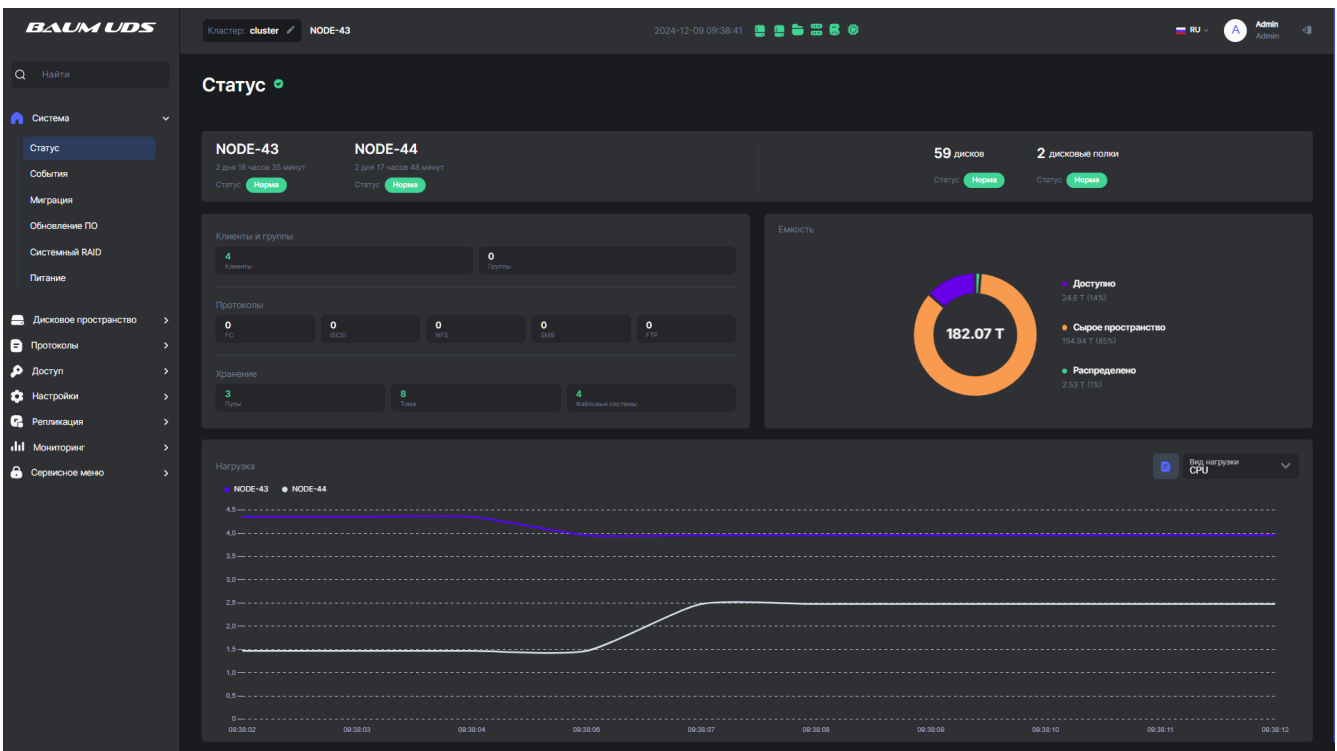 BAUM UDS
Кластер: cluster
NODE-43
2024-12-09 09:38:41
RU
A
Admin
Admin
Найти
Система
Статус
События
Миграция
Обновление ПО
Системный RAID
Питание
Дисковое пространство
Протоколы
Доступ
Настройки
Репликация
Мониторинг
Сервисное меню
Статус
NODE-43
2 дня 18 часов 35 минут
Статус Норма
NODE-44
2 дня 17 часов 48 минут
Статус Норма
59 дисков
Статус Норма
2 дисковые полки
Статус Норма
Клиенты и группы
4
Клиенты
0
Группы
Протоколы
0
FC
0
iSCSI
0
NFS
0
SMB
0
FTP
Хранение
3
Пулы
8
Тома
4
Файловые системы
Емкость
182.07 T
Доступно
24.6 T (14%)
Сырое пространство
154.94 T (85%)
Распределено
2.53 T (1%)
Нагрузка
Вид нагрузки
CPU
NODE-43 NODE-44
4,5
4,0
3,5
3,0
2,5
2,0
1,5
1,0
0,5
0
09:38:02 09:38:03 09:38:04 09:38:06 09:38:07 09:38:08 09:38:09 09:38:10 09:38:11 09:38:12